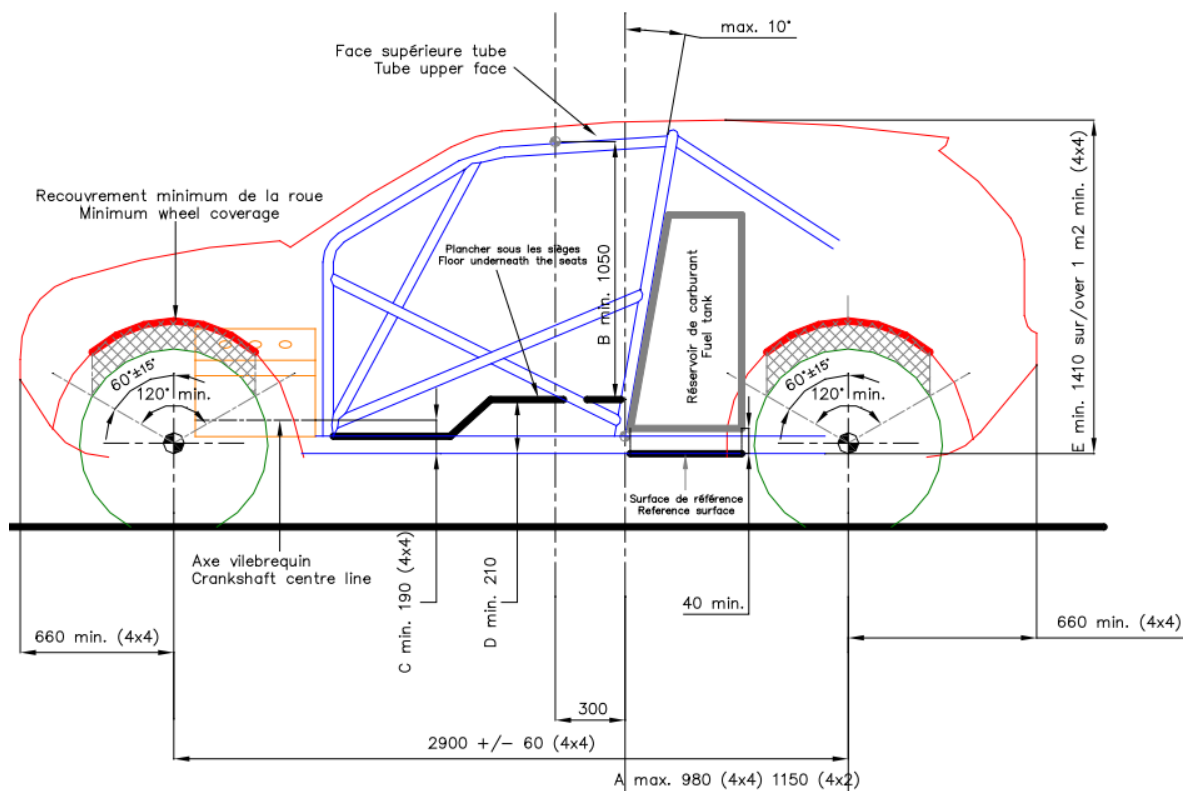 max. 10°
Face supérieure tube
Tube upper face
Recouvrement minimum de la roue
Minimum wheel coverage
Plancher sous les sièges
Floor underneath the seats
B min. 1050
Réservoir de carburant
Fuel tank
E min. 1410 sur/over 1 m2 min. (4x4)
60°±15°
120° min.
60°±15°
120° min.
Surface de référence
Reference surface
Axe vilebrequin
Crankshaft centre line
C min. 190 (4x4)
D min. 210
40 min.
660 min. (4x4)
660 min. (4x4)
300
2900 +/- 60 (4x4)
A max. 980 (4x4) 1150 (4x2)